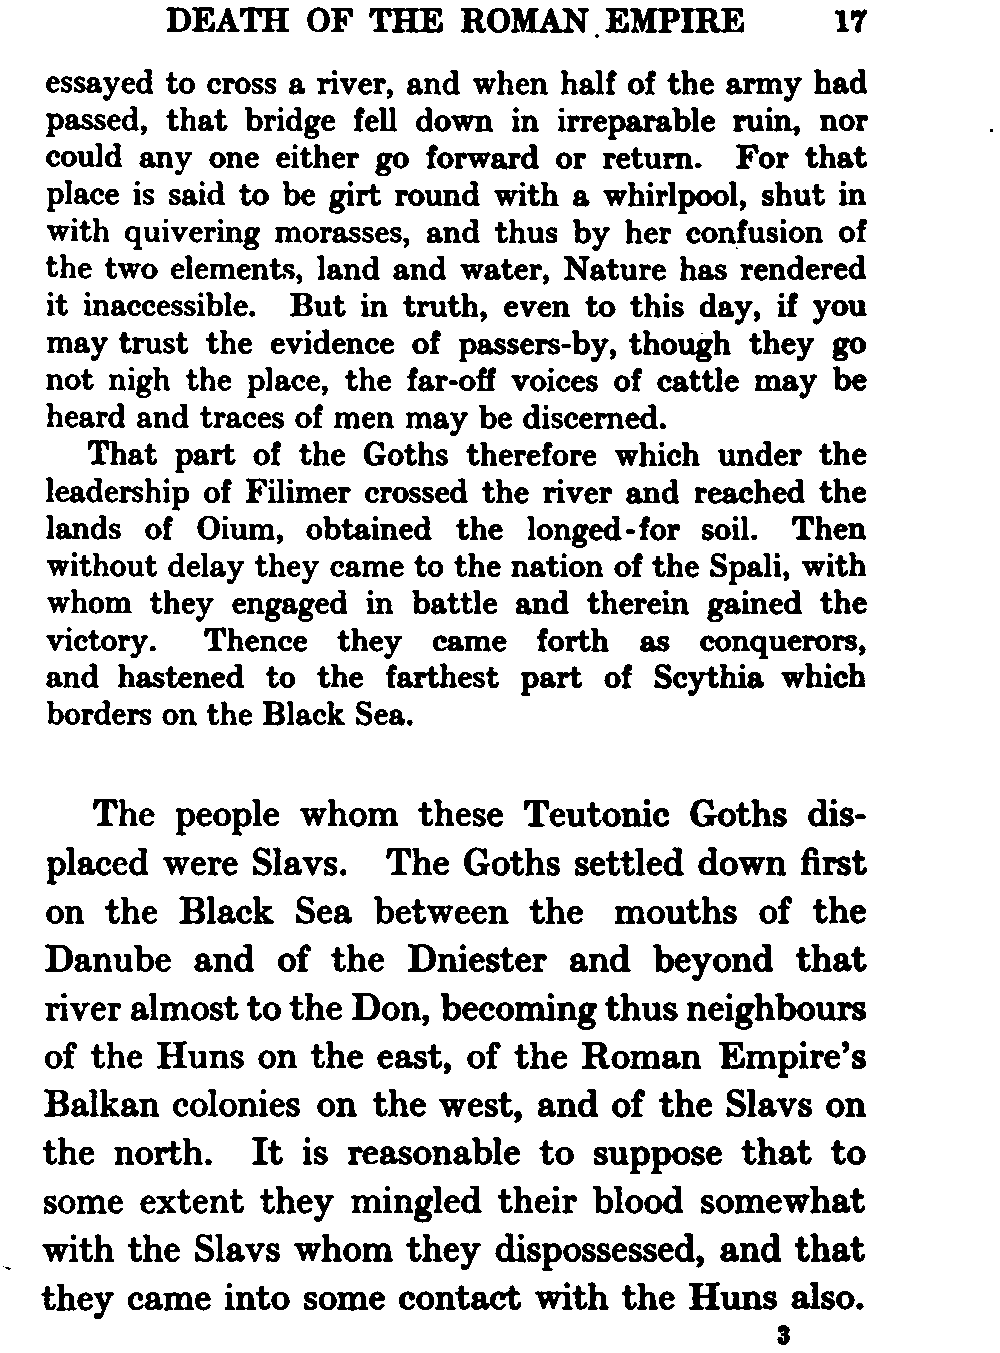 DEATH OF THE ROMAN EMPIRE 17
essayed to cross a river, and when half of the army had
passed, that bridge fell down in irreparable ruin, nor
could any one either go forward or return. For that
place is said to be girt round with a whirlpool, shut in
with quivering morasses, and thus by her confusion of
the two elements, land and water, Nature has rendered
it inaccessible. But in truth, even to this day, if you
may trust the evidence of passers-by, though they go
not nigh the place, the far-off voices of cattle may be
heard and traces of men may be discerned.
That part of the Goths therefore which under the
leadership of Filimer crossed the river and reached the
lands of Oium, obtained the longed-for soil. Then
without delay they came to the nation of the Spali, with
whom they engaged in battle and therein gained the
victory. Thence they came forth as conquerors,
and hastened to the farthest part of Scythia which
borders on the Black Sea.
The people whom these Teutonic Goths dis-
placed were Slavs. The Goths settled down first
on the Black Sea between the mouths of the
Danube and of the Dniester and beyond that
river almost to the Don, becoming thus neighbours
of the Huns on the east, of the Roman Empire's
Balkan colonies on the west, and of the Slavs on
the north. It is reasonable to suppose that to
some extent they mingled their blood somewhat
with the Slavs whom they dispossessed, and that
they came into some contact with the Huns also.
3